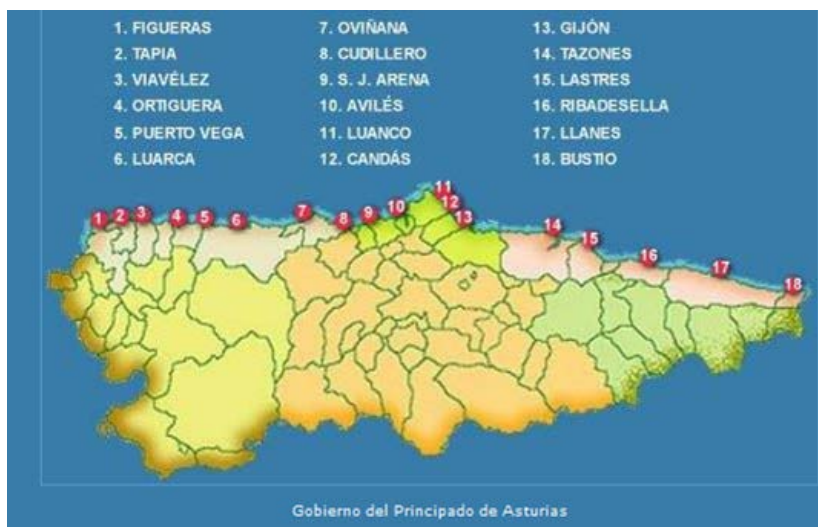 1. FIGUERAS
2. TAPIA
3. VIAVÉLEZ
4. ORTIGUERA
5. PUERTO VEGA
6. LUARCA
7. OVIÑANA
8. CUDILLERO
9. S. J. ARENA
10. AVILÉS
11. LUANCO
12. CANDÁS
13. GIJÓN
14. TAZONES
15. LASTRES
16. RIBADESELLA
17. LLANES
18. BUSTIO
1 2 3 4 5 6 7 8 9 10 11 12 13 14 15 16 17 18
Gobierno del Principado de Asturias